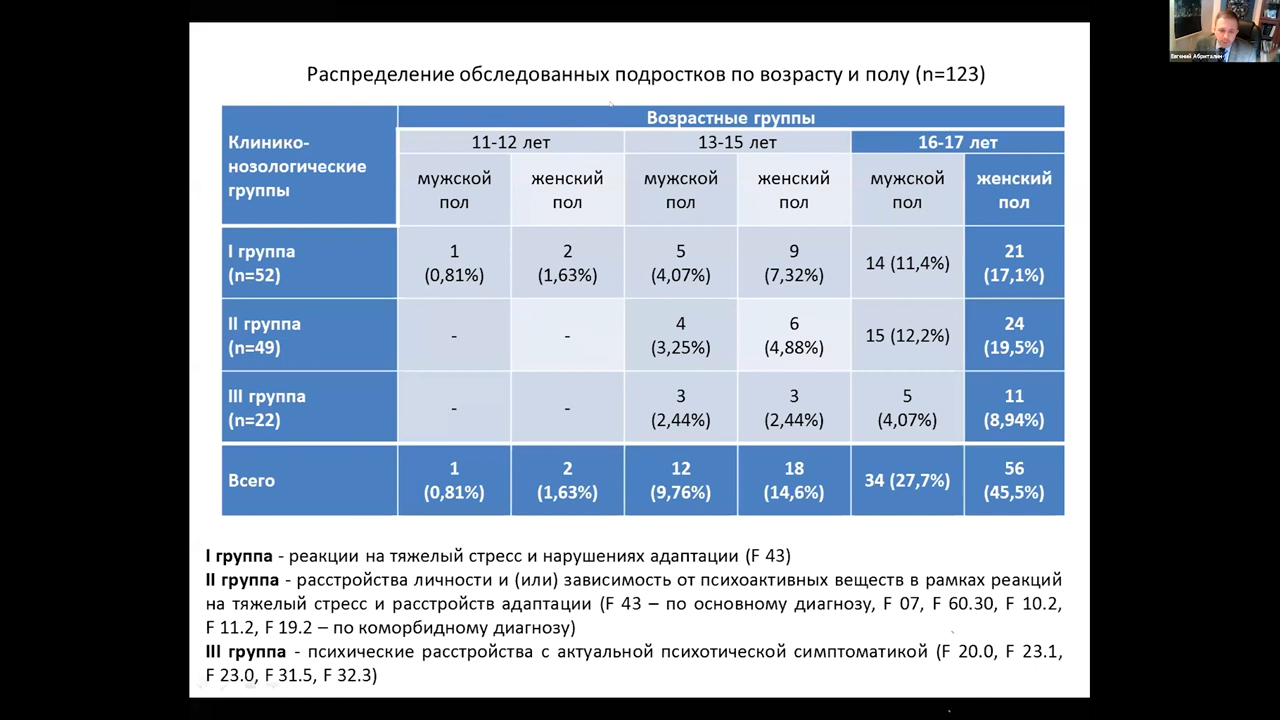 Распределение обследованных подростков по возрасту и полу (n=123)
Клинико-
нозологические
группы
Возрастные группы
11-12 лет
13-15 лет
16-17 лет
мужской
пол
женский
пол
мужской
пол
женский
пол
мужской
пол
женский
пол
I группа
(n=52)
1
(0,81%)
2
(1,63%)
5
(4,07%)
9
(7,32%)
14 (11,4%)
21
(17,1%)
II группа
(n=49)
-
-
4
(3,25%)
6
(4,88%)
15 (12,2%)
24
(19,5%)
III группа
(n=22)
-
-
3
(2,44%)
3
(2,44%)
5
(4,07%)
11
(8,94%)
Всего
1
(0,81%)
2
(1,63%)
12
(9,76%)
18
(14,6%)
34 (27,7%)
56
(45,5%)
I группа - реакции на тяжелый стресс и нарушениях адаптации (F 43)
II группа - расстройства личности и (или) зависимость от психоактивных веществ в рамках реакций
на тяжелый стресс и расстройств адаптации (F 43 – по основному диагнозу, F 07, F 60.30, F 10.2,
F 11.2, F 19.2 – по коморбидному диагнозу)
III группа - психические расстройства с актуальной психотической симптоматикой (F 20.0, F 23.1,
F 23.0, F 31.5, F 32.3)
Евгений Абриталин